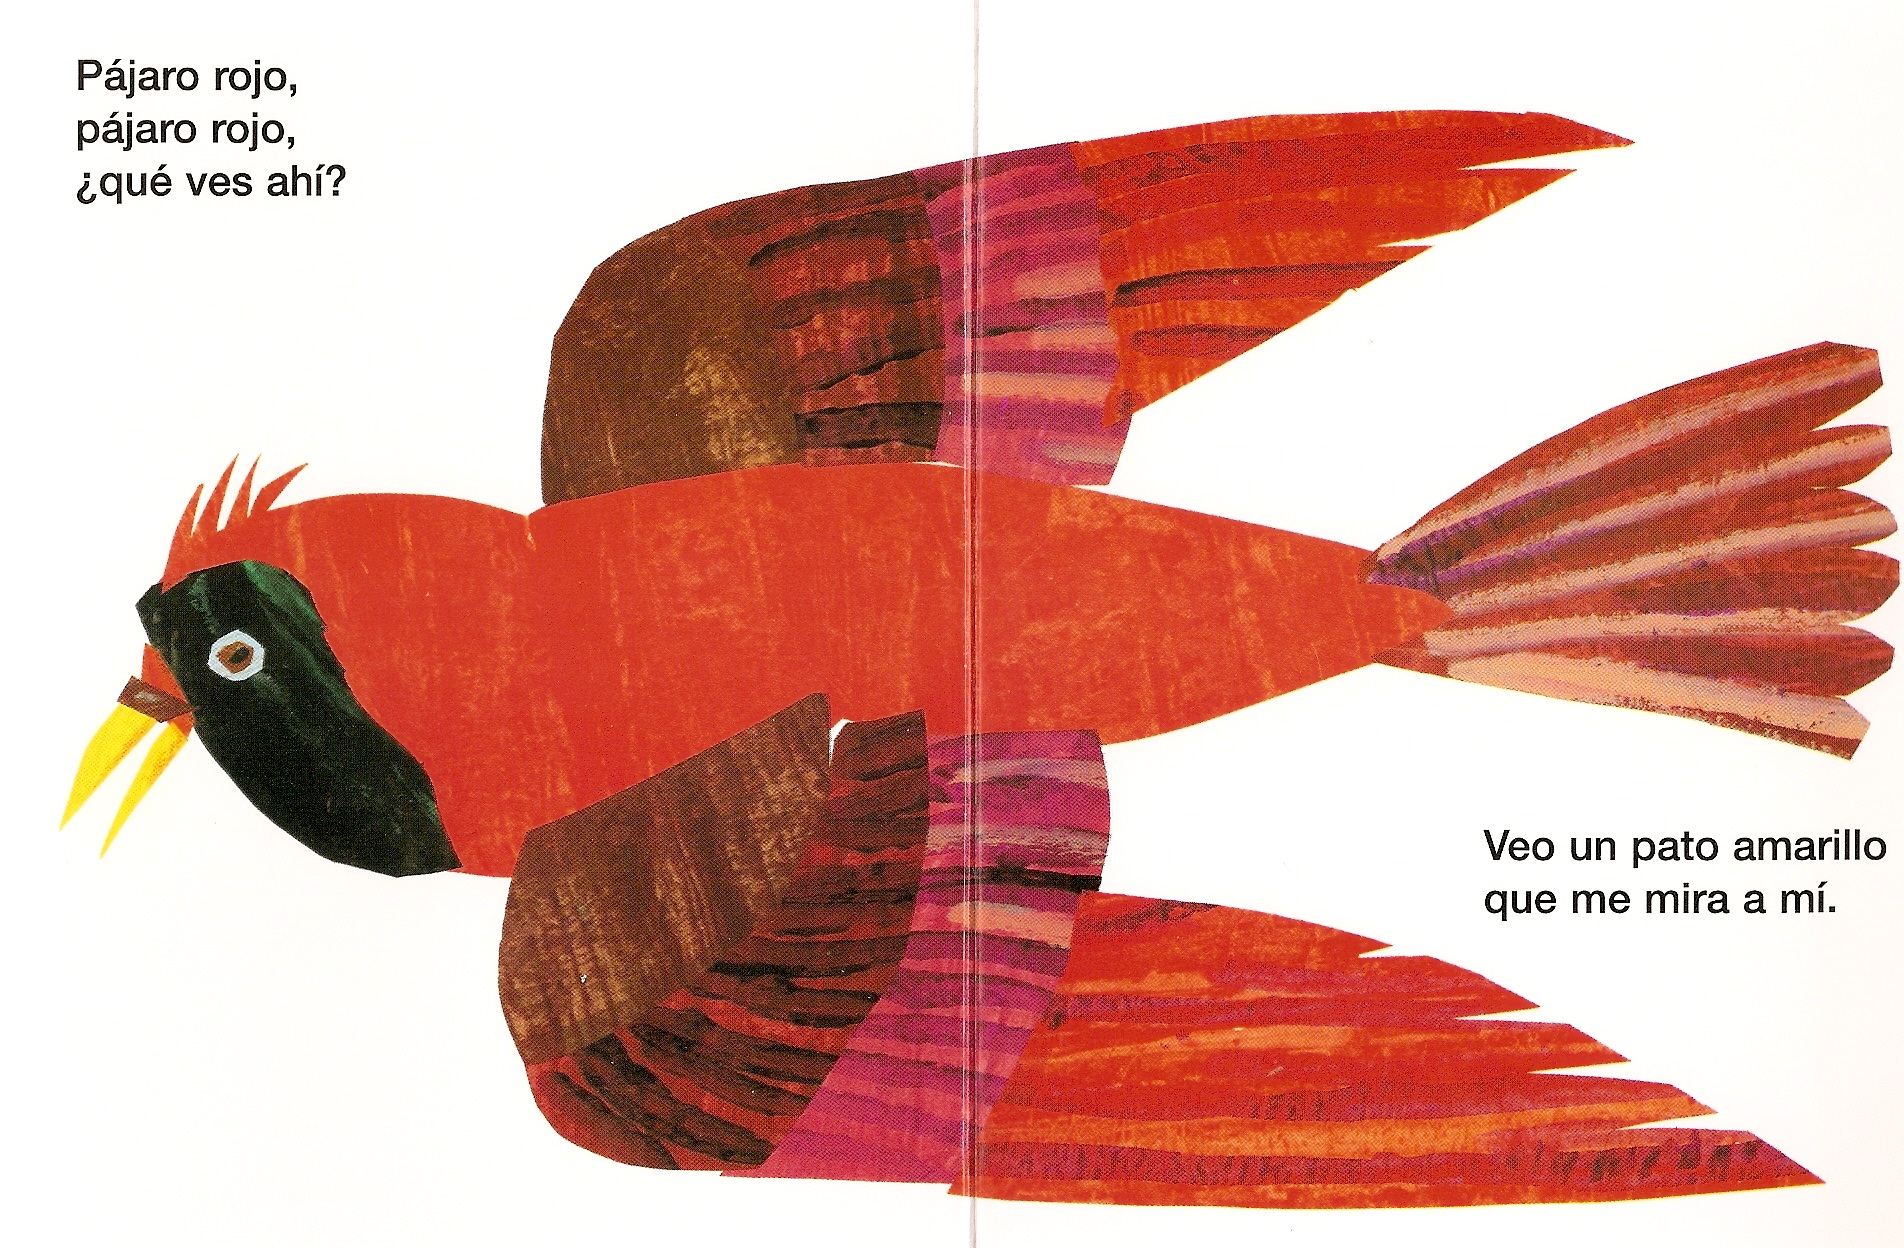 Pájaro rojo,
pájaro rojo,
¿qué ves ahí?
Veo un pato amarillo
que me mira a mí.